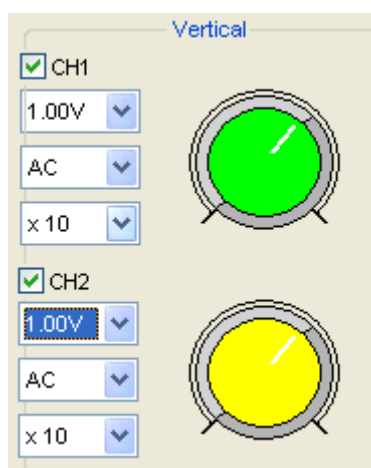 Vertical
CH1
1.00V
AC
x 10
CH2
1.00V
AC
x 10